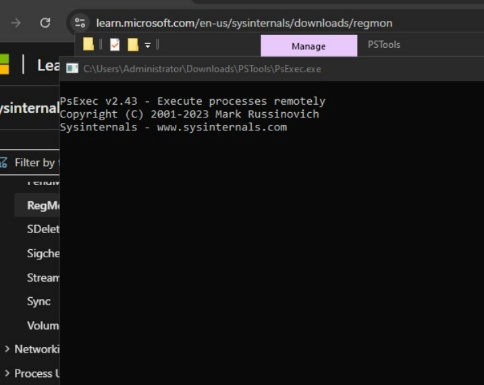 learn.microsoft.com/en-us/sysinternals/downloads/regmon
Manage
PSTools
Lea
C:\Users\Administrator\Downloads\PSTools\PsExec.exe
PsExec v2.43 - Execute processes remotely
Copyright (C) 2001-2023 Mark Russinovich
Sysinternals - www.sysinternals.com
ysinternal
Filter by
RegM
SDelet
Sigche
Stream
Sync
Volum
Networki
Process U